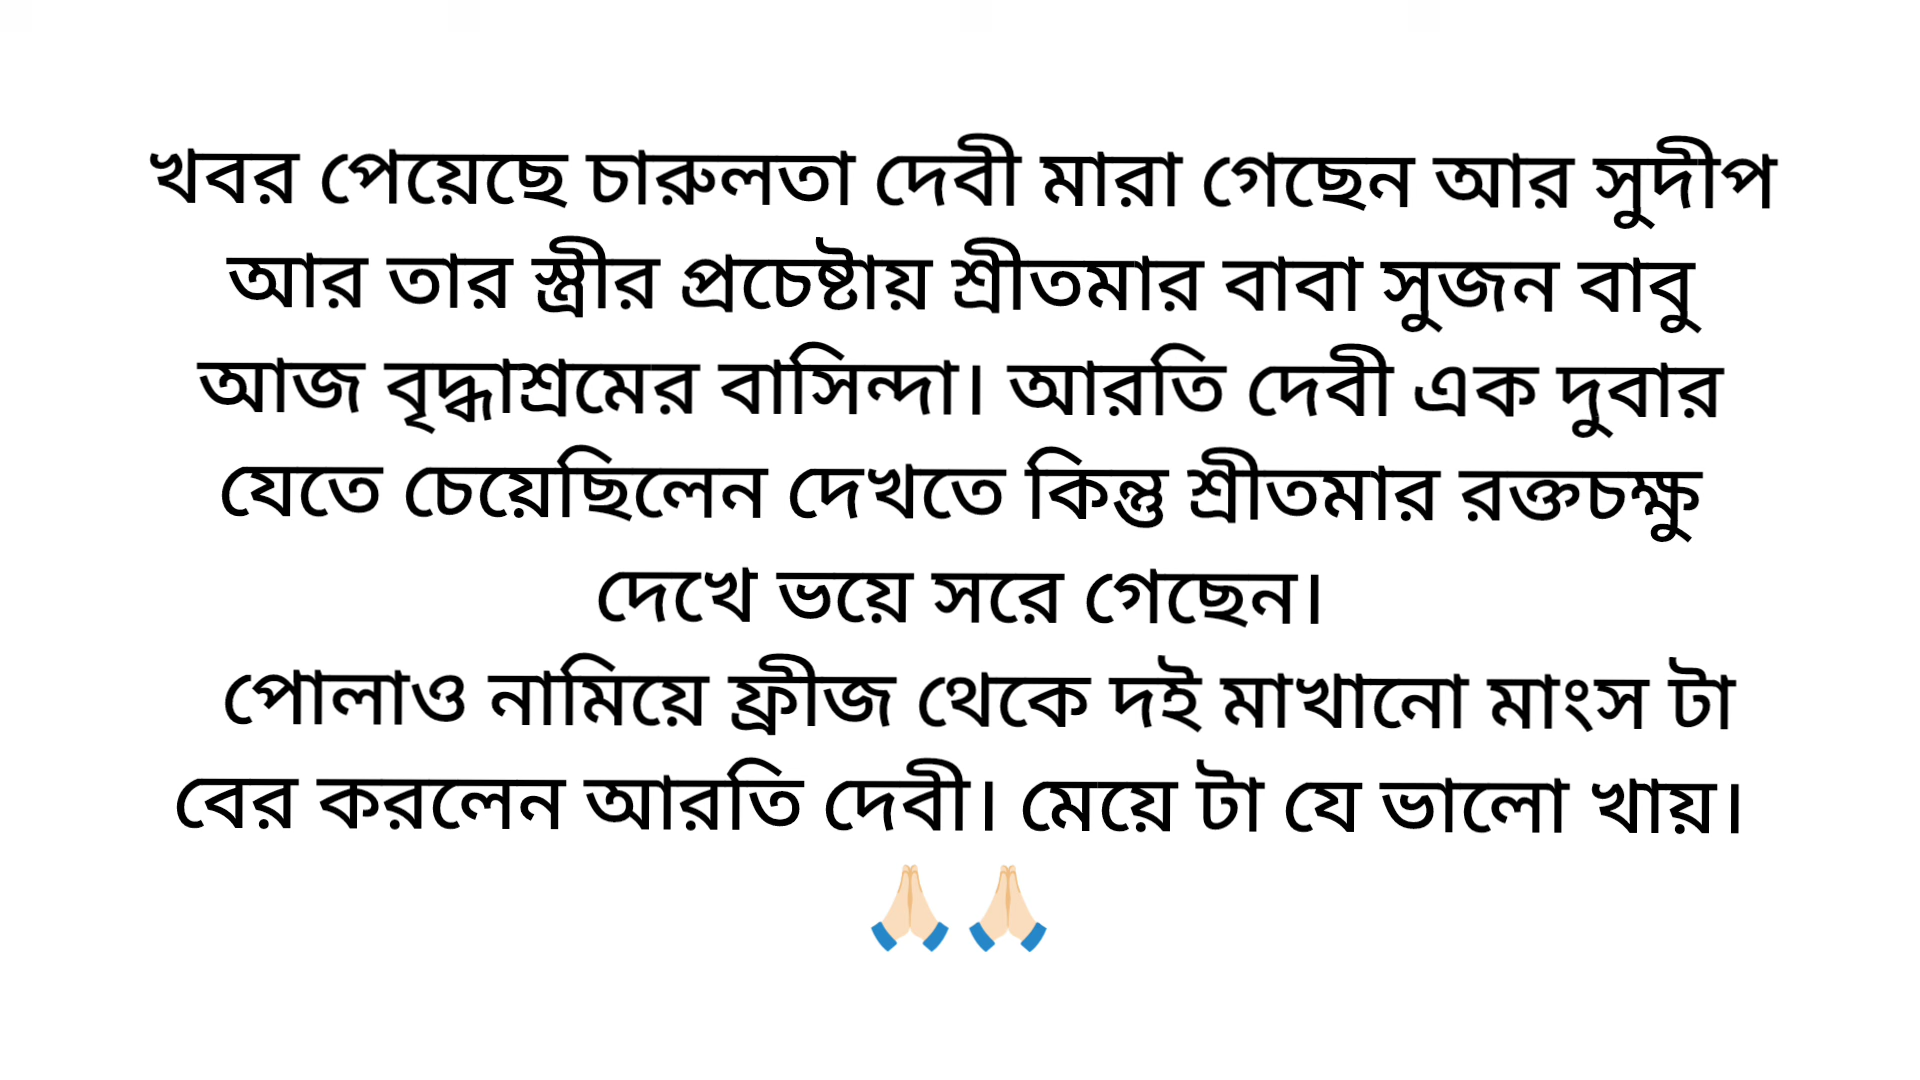 খবর পেয়েছে চারুলতা দেবী মারা গেছেন আর সুদীপ
আর তার স্ত্রীর প্রচেষ্টায় শ্রীতমার বাবা সুজন বাবু
আজ বৃদ্ধাশ্রমের বাসিন্দা। আরতি দেবী এক দুবার
যেতে চেয়েছিলেন দেখতে কিন্তু শ্রীতমার রক্তচক্ষু
দেখে ভয়ে সরে গেছেন।
পোলাও নামিয়ে ফ্রীজ থেকে দই মাখানো মাংস টা
বের করলেন আরতি দেবী। মেয়ে টা যে ভালো খায়।
🙏🏻🙏🏻